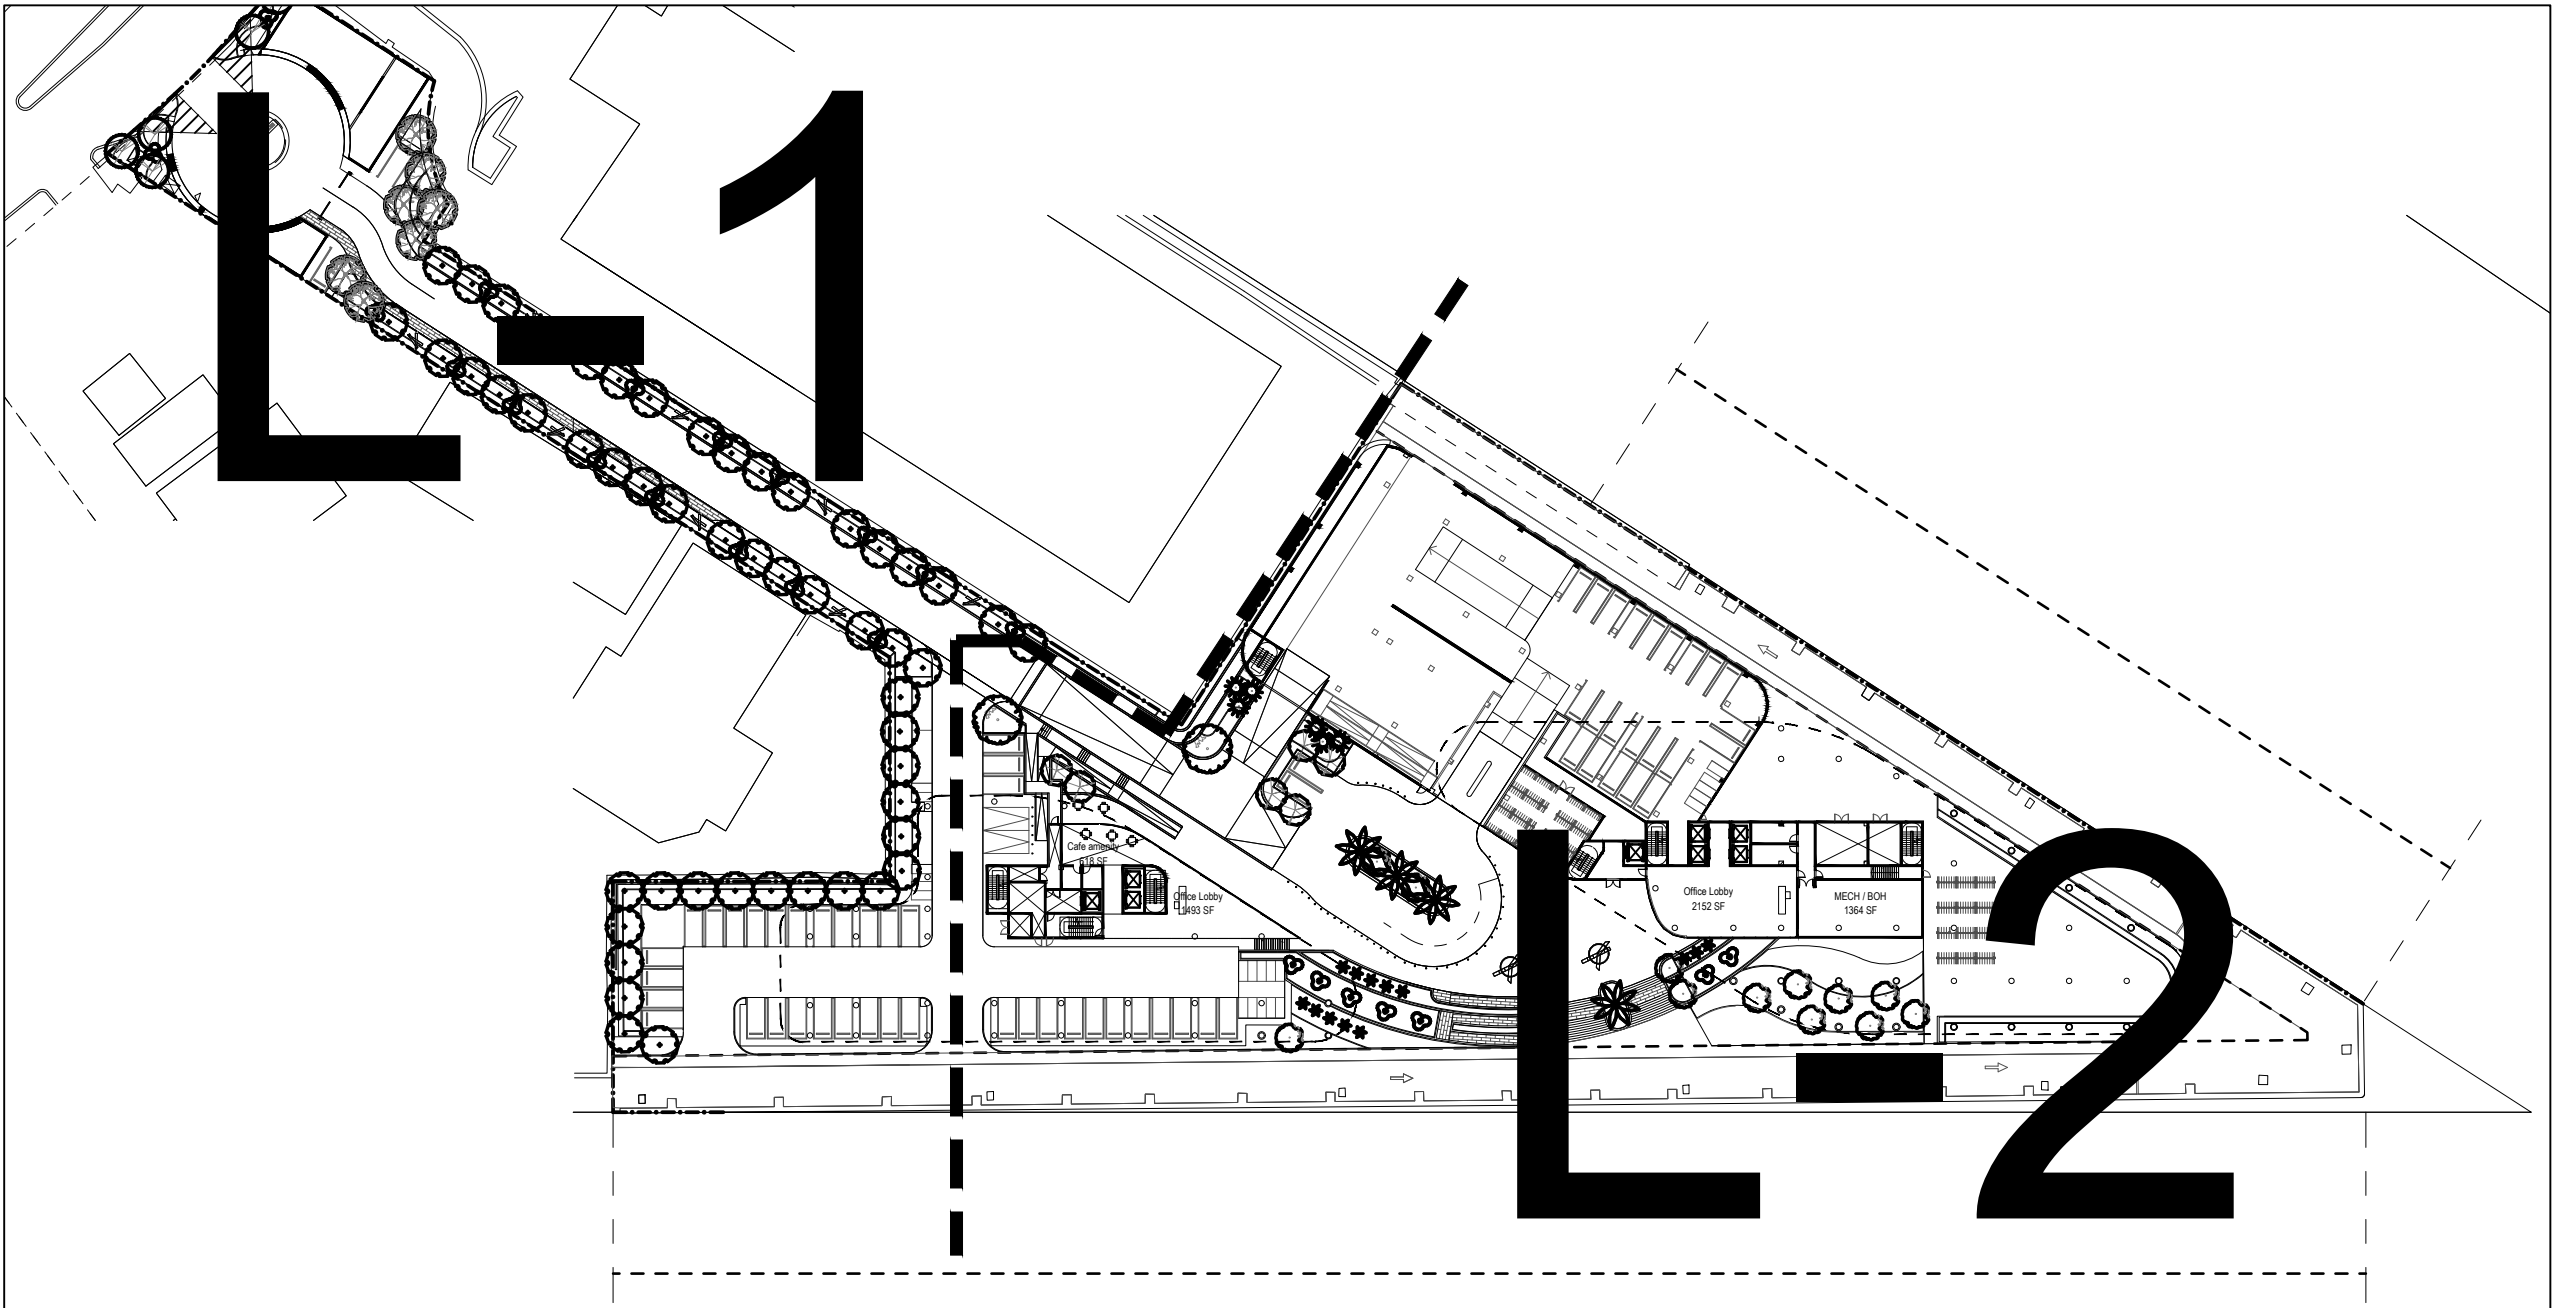 L-1
Cafe amenity
618 SF
Office Lobby
1493 SF
Office Lobby
2152 SF
MECH / BOH
1364 SF
L-2